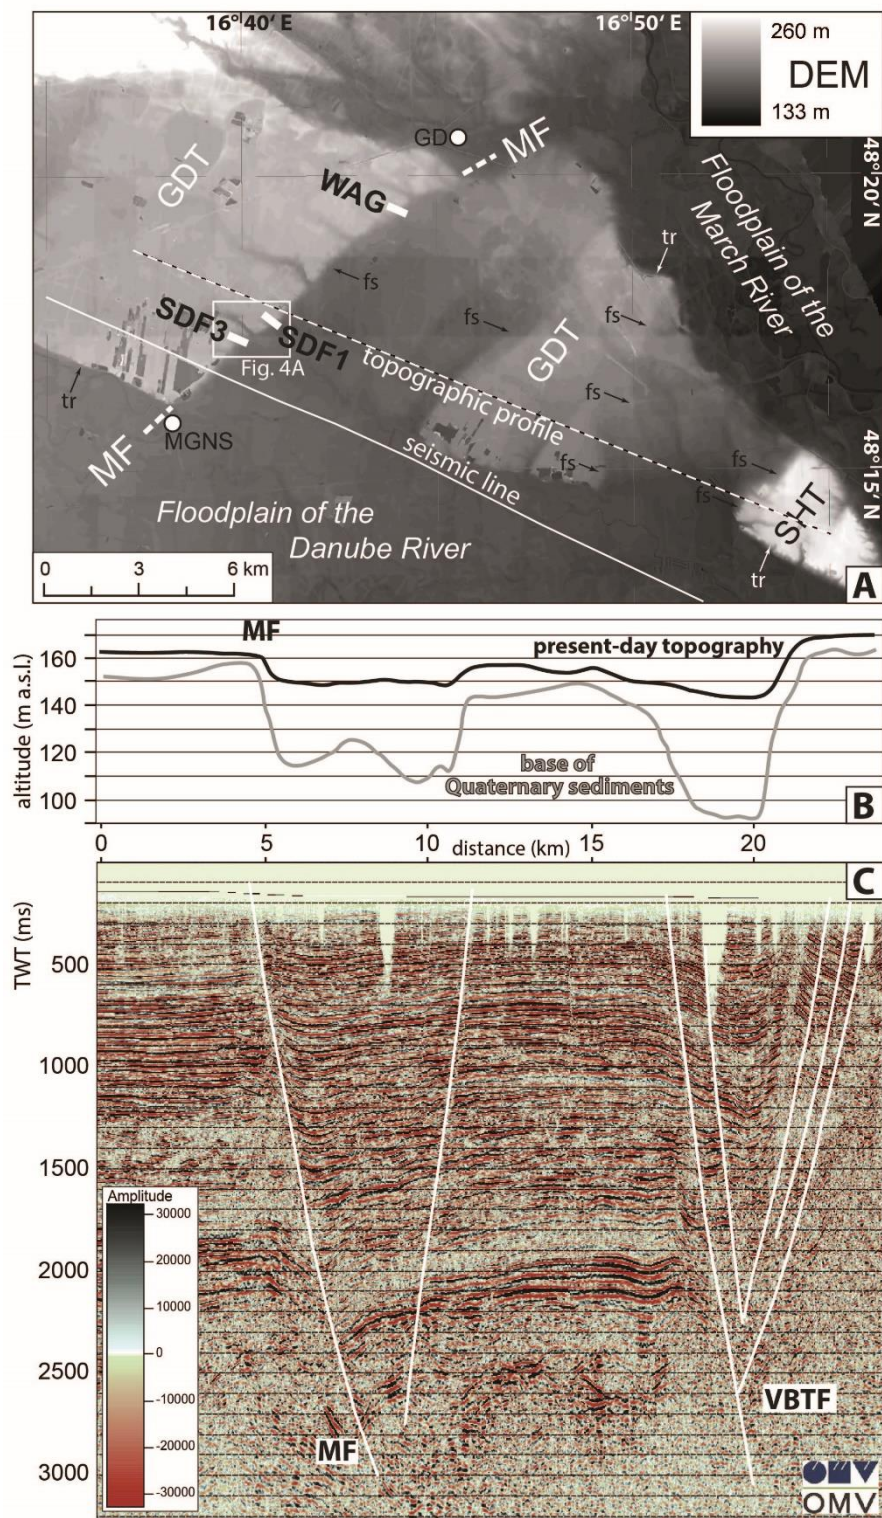 16° 40′ E
16° 50′ E
260 m
DEM
133 m
GD
MF
48° 20′ N
GDT
WAG
Floodplain of the
March River
tr
fs
fs
fs
SDF3
SDF1
Fig. 4A
GDT
topographic profile
fs
tr
MF
MGNS
seismic line
fs
fs
48° 15′ N
SHT
Floodplain of the
Danube River
tr
0 3 6 km
A
MF
present-day topography
altitude (m a.s.l.)
160
140
120
100
base of
Quaternary sediments
B
0 5 10 15 20
distance (km)
C
TWT (ms)
500
1000
1500
2000
2500
3000
Amplitude
30000
20000
10000
0
-10000
-20000
-30000
MF
VBTF
OMV
OMV